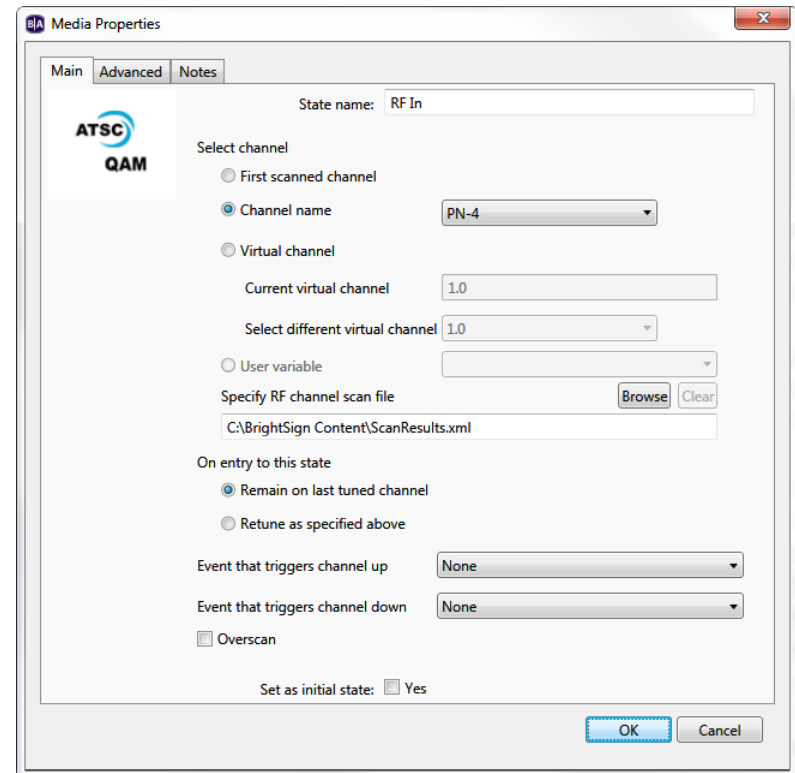 B|A Media Properties
Main Advanced Notes
ATSC
QAM
State name: RF In
Select channel
First scanned channel
Channel name PN-4
Virtual channel
Current virtual channel 1.0
Select different virtual channel 1.0
User variable
Specify RF channel scan file Browse Clear
C:\BrightSign Content\ScanResults.xml
On entry to this state
Remain on last tuned channel
Retune as specified above
Event that triggers channel up None
Event that triggers channel down None
Overscan
Set as initial state: Yes
OK Cancel